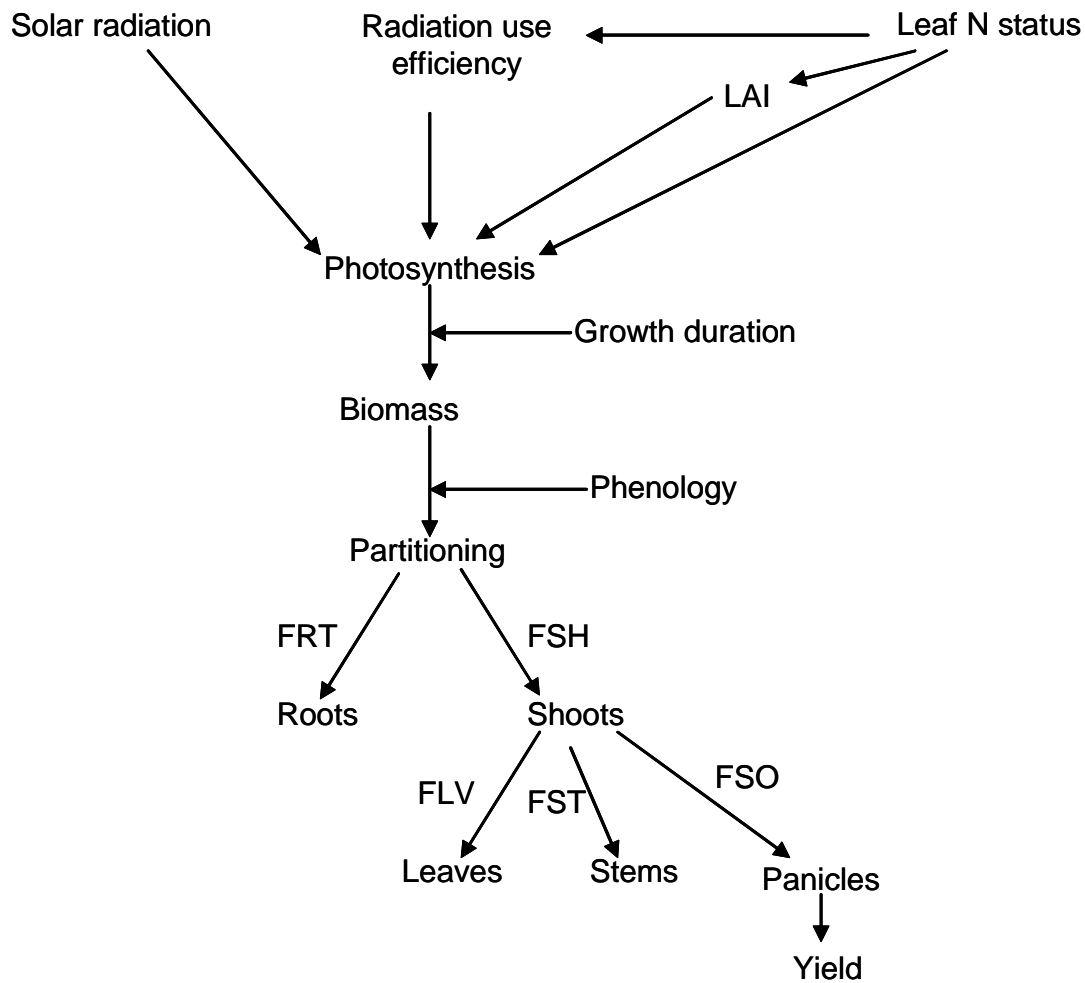 Solar radiation
Radiation use
efficiency
Leaf N status
LAI
Photosynthesis
Growth duration
Biomass
Phenology
Partitioning
FRT
FSH
Roots
Shoots
FLV
FST
FSO
Leaves
Stems
Panicles
Yield